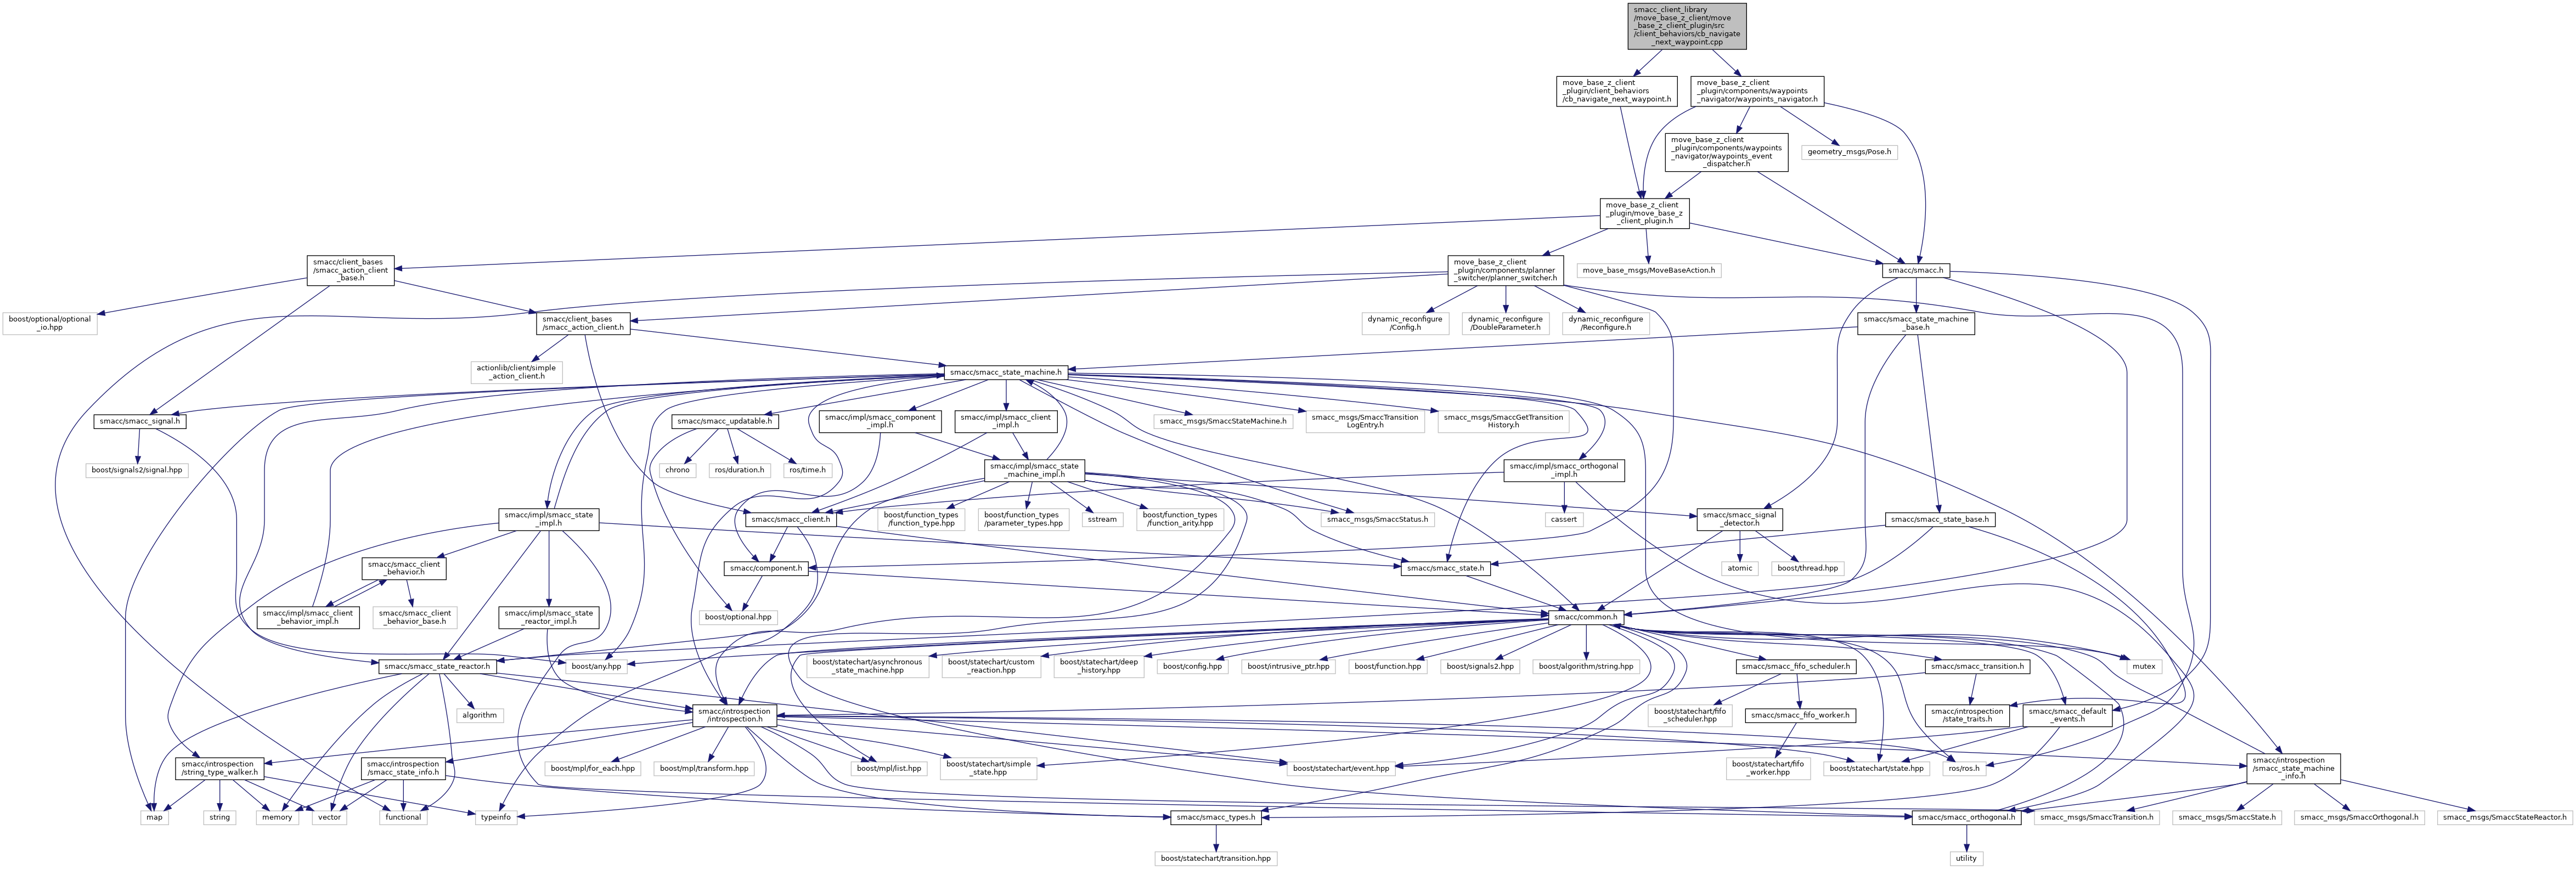 smacc_client_library
/move_base_z_client/move
_base_z_client_plugin/src
/client_behaviors/cb_navigate
_next_waypoint.cpp
move_base_z_client
_plugin/client_behaviors
/cb_navigate_next_waypoint.h
move_base_z_client
_plugin/components/waypoints
_navigator/waypoints_navigator.h
move_base_z_client
_plugin/components/waypoints
_navigator/waypoints_event
_dispatcher.h
geometry_msgs/Pose.h
move_base_z_client
_plugin/move_base_z
_client_plugin.h
smacc/client_bases
/smacc_action_client
_base.h
move_base_z_client
_plugin/components/planner
_switcher/planner_switcher.h
move_base_msgs/MoveBaseAction.h
smacc/smacc.h
boost/optional/optional
_io.hpp
smacc/client_bases
/smacc_action_client.h
dynamic_reconfigure
/Config.h
dynamic_reconfigure
/DoubleParameter.h
dynamic_reconfigure
/Reconfigure.h
smacc/smacc_state_machine
_base.h
actionlib/client/simple
_action_client.h
smacc/smacc_state_machine.h
smacc/smacc_signal.h
smacc/smacc_updatable.h
smacc/impl/smacc_component
_impl.h
smacc/impl/smacc_client
_impl.h
smacc_msgs/SmaccStateMachine.h
smacc_msgs/SmaccTransition
LogEntry.h
smacc_msgs/SmaccGetTransition
History.h
boost/signals2/signal.hpp
chrono
ros/duration.h
ros/time.h
smacc/impl/smacc_state
_machine_impl.h
smacc/impl/smacc_orthogonal
_impl.h
smacc/impl/smacc_state
_impl.h
smacc/smacc_client.h
boost/function_types
/function_type.hpp
boost/function_types
/parameter_types.hpp
sstream
boost/function_types
/function_arity.hpp
smacc_msgs/SmaccStatus.h
cassert
smacc/smacc_signal
_detector.h
smacc/smacc_state_base.h
smacc/smacc_client
_behavior.h
smacc/component.h
smacc/smacc_state.h
atomic
boost/thread.hpp
smacc/impl/smacc_client
_behavior_impl.h
smacc/smacc_client
_behavior_base.h
smacc/impl/smacc_state
_reactor_impl.h
boost/optional.hpp
smacc/common.h
smacc/smacc_state_reactor.h
boost/any.hpp
boost/statechart/asynchronous
_state_machine.hpp
boost/statechart/custom
_reaction.hpp
boost/statechart/deep
_history.hpp
boost/config.hpp
boost/intrusive_ptr.hpp
boost/function.hpp
boost/signals2.hpp
boost/algorithm/string.hpp
smacc/smacc_fifo_scheduler.h
smacc/smacc_transition.h
mutex
algorithm
smacc/introspection
/introspection.h
boost/statechart/fifo
_scheduler.hpp
smacc/smacc_fifo_worker.h
smacc/introspection
/state_traits.h
smacc/smacc_default
_events.h
smacc/introspection
/string_type_walker.h
smacc/introspection
/smacc_state_info.h
boost/mpl/for_each.hpp
boost/mpl/transform.hpp
boost/mpl/list.hpp
boost/statechart/simple
_state.hpp
boost/statechart/event.hpp
boost/statechart/fifo
_worker.hpp
boost/statechart/state.hpp
ros/ros.h
smacc/introspection
/smacc_state_machine
_info.h
map
string
memory
vector
functional
typeinfo
smacc/smacc_types.h
smacc/smacc_orthogonal.h
smacc_msgs/SmaccTransition.h
smacc_msgs/SmaccState.h
smacc_msgs/SmaccOrthogonal.h
smacc_msgs/SmaccStateReactor.h
boost/statechart/transition.hpp
utility